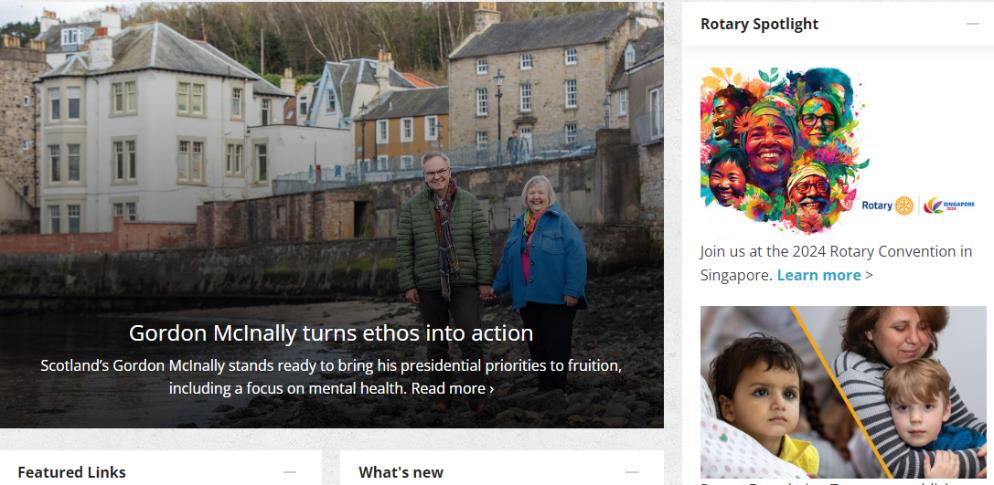 Gordon McInally turns ethos into action
Scotland's Gordon McInally stands ready to bring his presidential priorities to fruition,
including a focus on mental health. Read more ›
Featured Links
What's new
Rotary Spotlight
Rotary
SINGAPORE
2024
Join us at the 2024 Rotary Convention in
Singapore. Learn more >